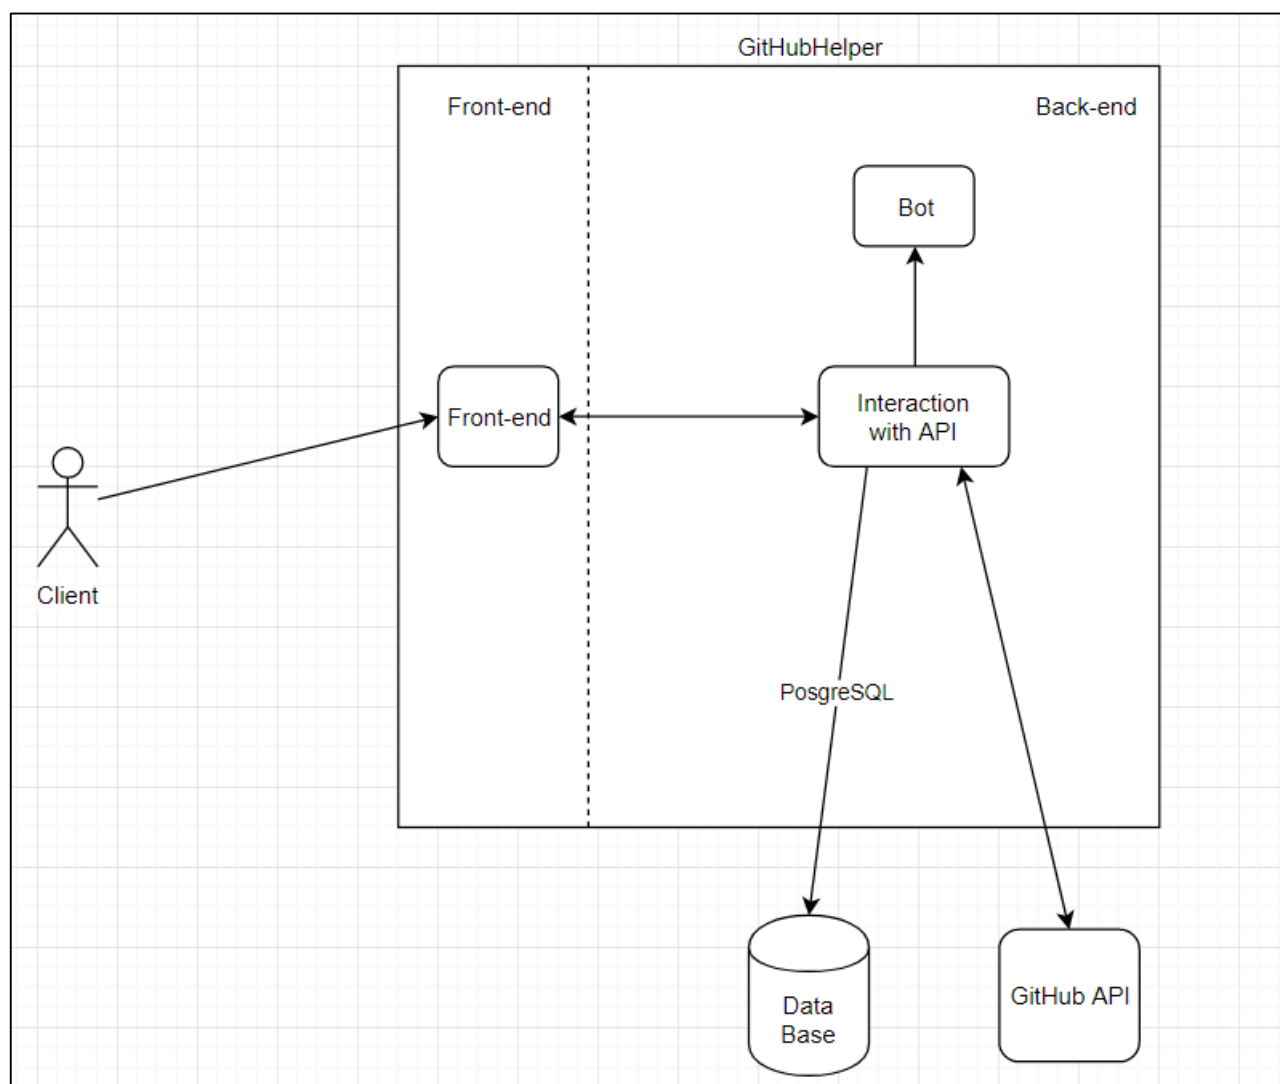 GitHubHelper
Front-end
Back-end
Bot
Front-end
Interaction
with API
Client
PosgreSQL
Data
Base
GitHub API